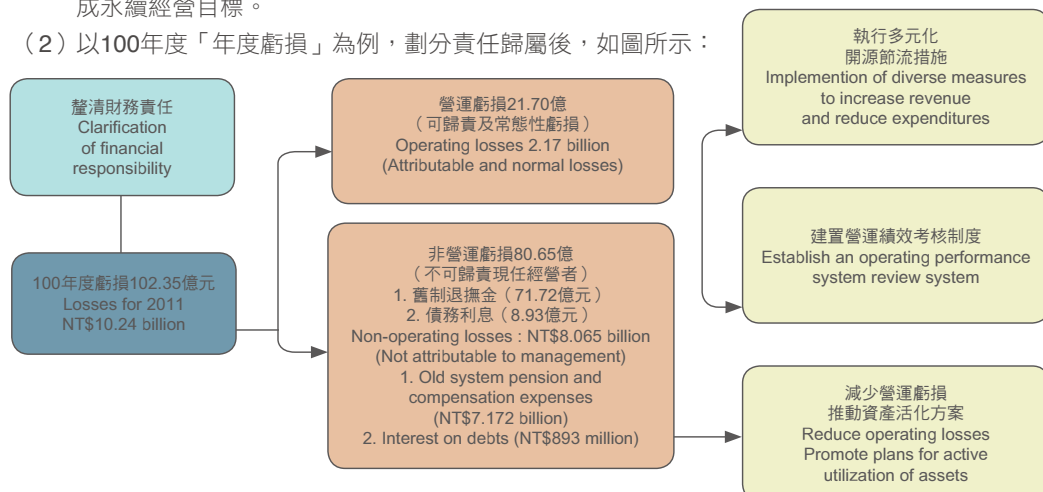 成永續經營目標。
（2）以100年度「年度虧損」為例，劃分責任歸屬後，如圖所示：
釐清財務責任
Clarification
of financial
responsibility
100年度虧損102.35億元
Losses for 2011
NT$10.24 billion
營運虧損21.70億
（可歸責及常態性虧損）
Operating losses 2.17 billion
(Attributable and normal losses)
非營運虧損80.65億
（不可歸責現任經營者）
1. 舊制退撫金（71.72億元）
2. 債務利息（8.93億元）
Non-operating losses : NT$8.065 billion
(Not attributable to management)
1. Old system pension and
compensation expenses
(NT$7.172 billion)
2. Interest on debts (NT$893 million)
執行多元化
開源節流措施
Implemention of diverse measures
to increase revenue
and reduce expenditures
建置營運績效考核制度
Establish an operating performance
system review system
減少營運虧損
推動資產活化方案
Reduce operating losses
Promote plans for active
utilization of assets